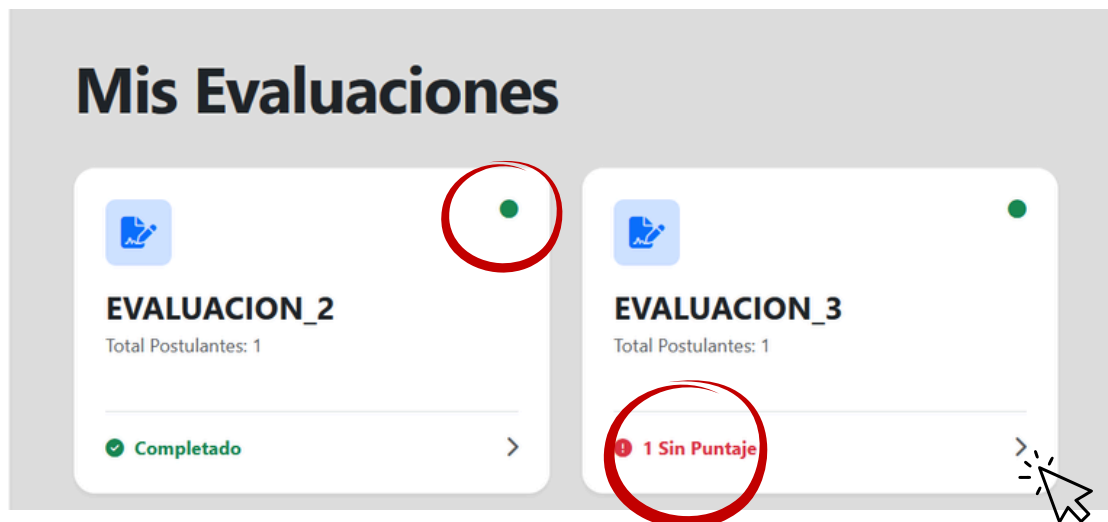 Mis Evaluaciones
EVALUACION_2
Total Postulantes: 1
Completado
EVALUACION_3
Total Postulantes: 1
1 Sin Puntaje